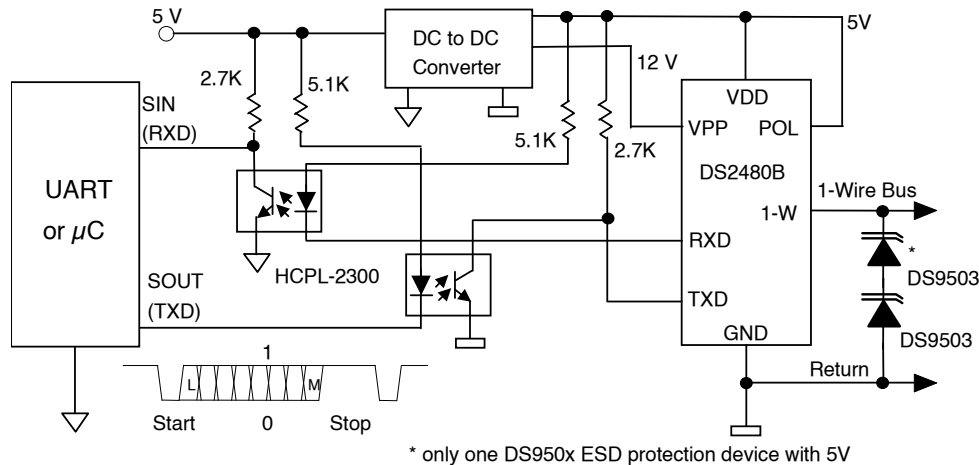 5 V
DC to DC
Converter
5V
12 V
2.7K
5.1K
5.1K
2.7K
SIN
(RXD)
VDD
VPP
POL
DS2480B
UART
or µC
1-Wire Bus
1-W
RXD
*
DS9503
HCPL-2300
SOUT
(TXD)
TXD
GND
DS9503
1
L
M
Return
Start
0
Stop
* only one DS950x ESD protection device with 5V